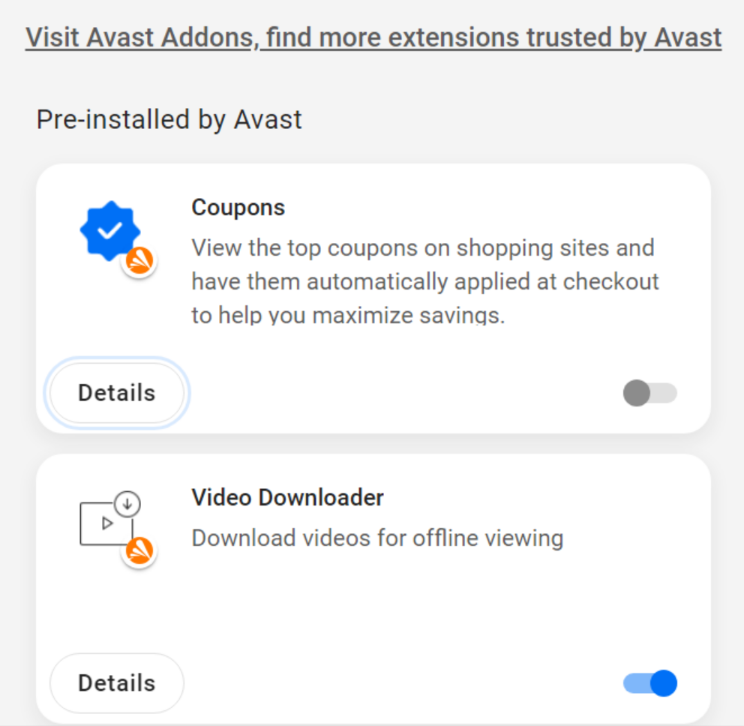 Visit Avast Addons, find more extensions trusted by Avast
Pre-installed by Avast
Coupons
View the top coupons on shopping sites and
have them automatically applied at checkout
to help you maximize savings.
Details
Video Downloader
Download videos for offline viewing
Details